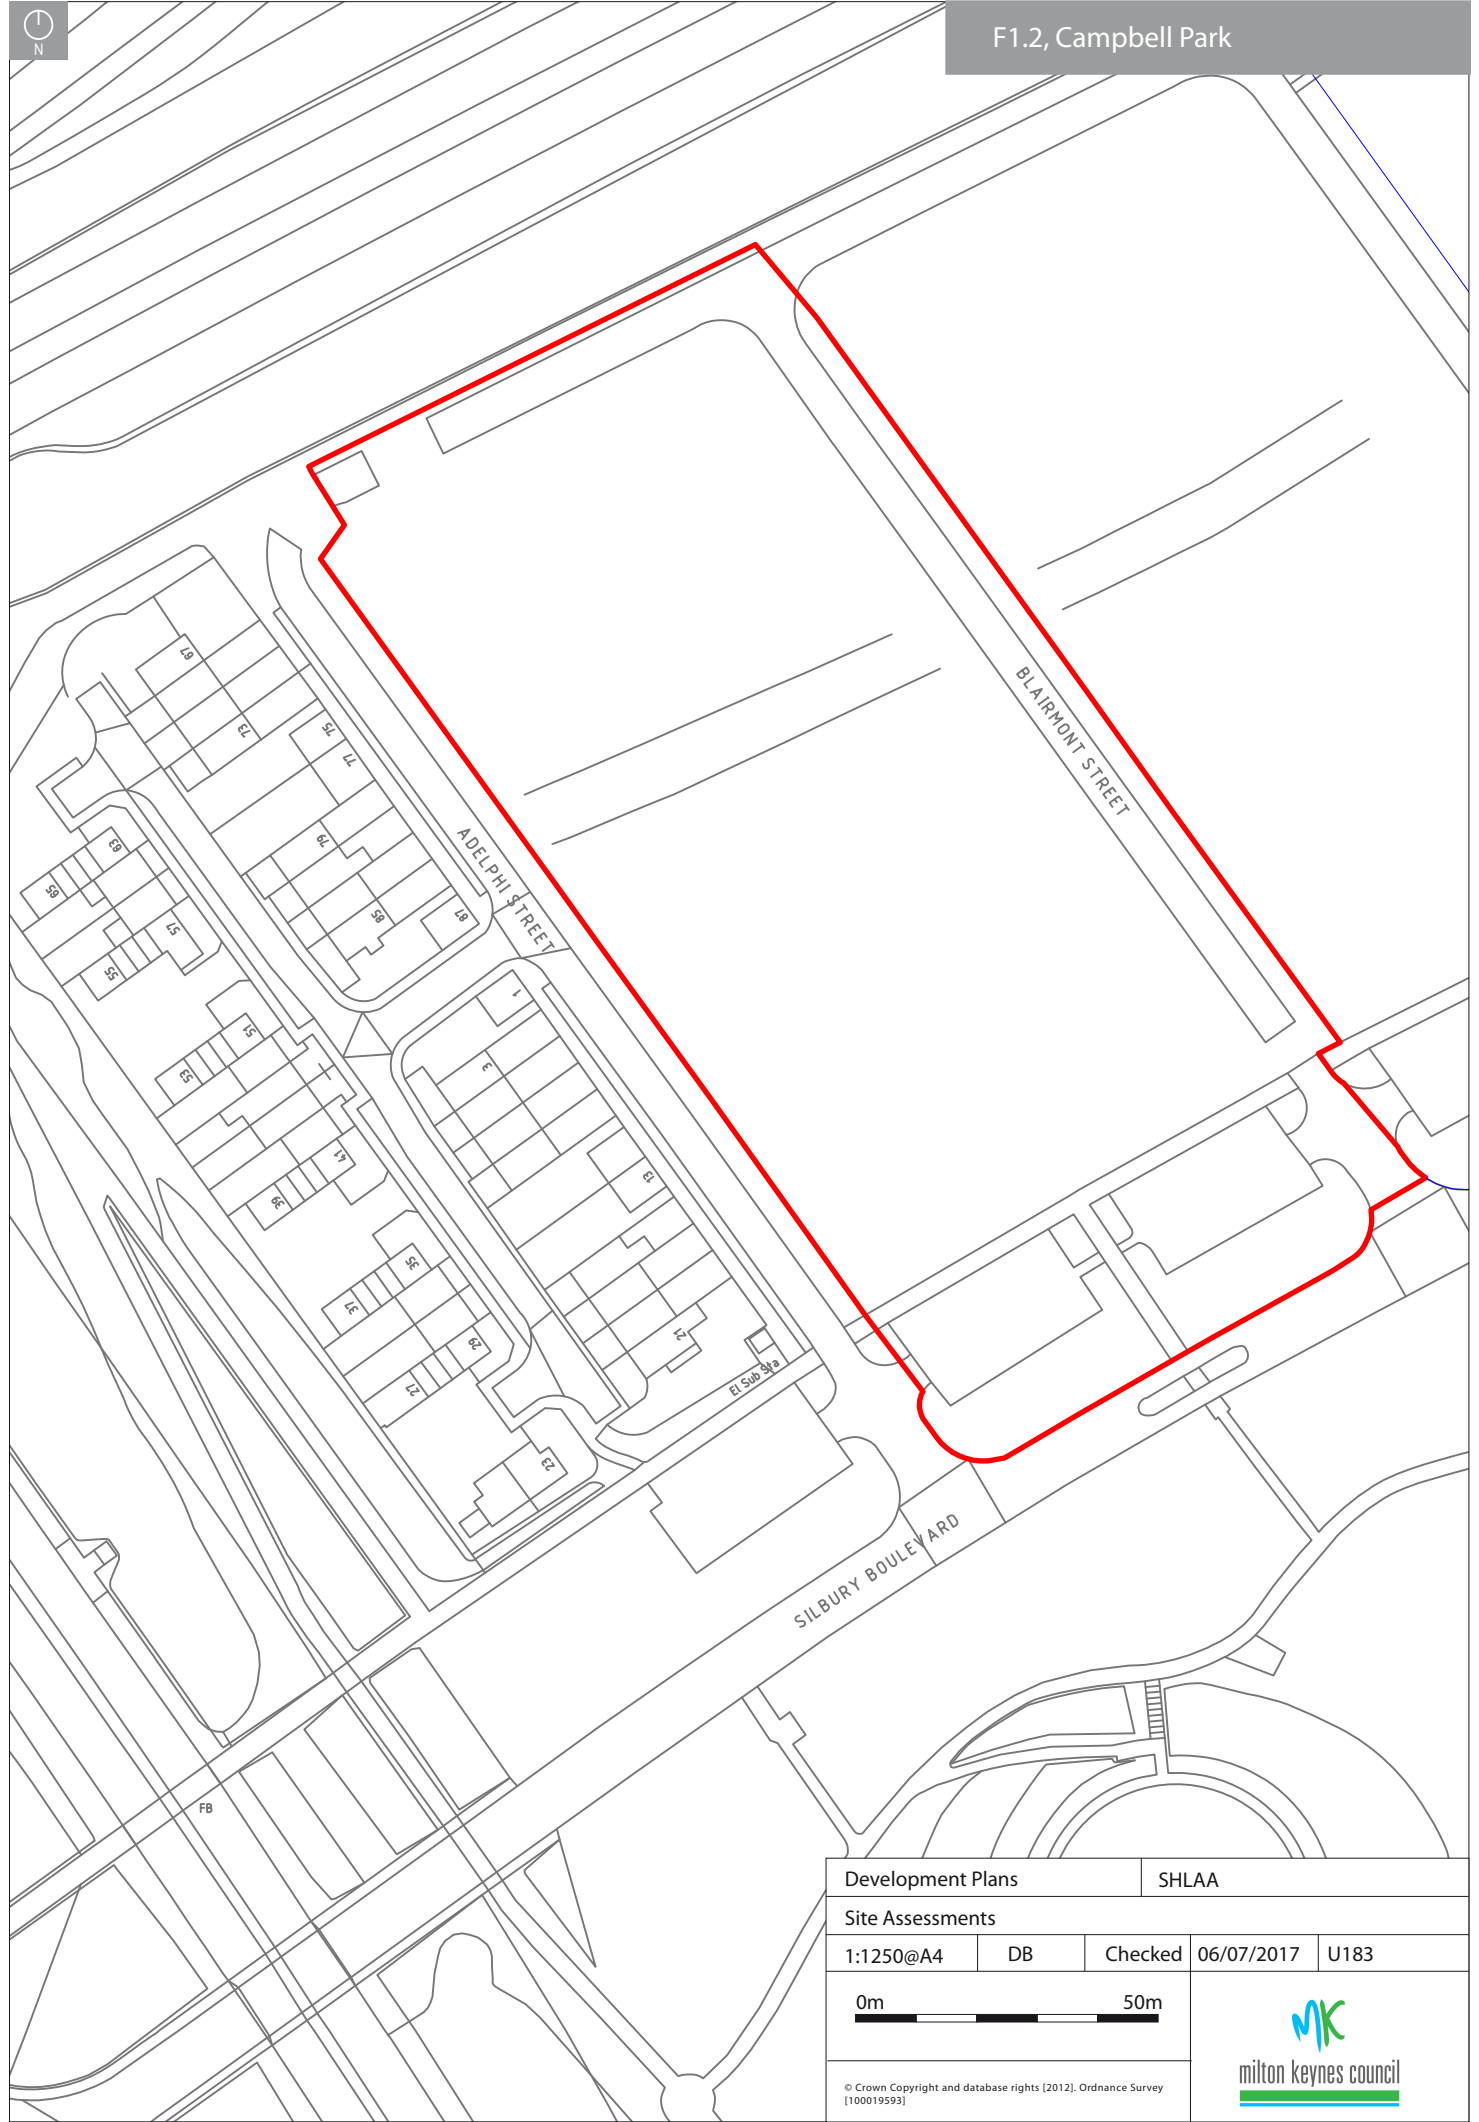 N
F1.2, Campbell Park
67
73
75
77
79
85
87
63
65
57
55
ADELPHI STREET
BLAIRMONT STREET
51
53
1
3
41
39
13
35
37
29
27
21
El Sub Sta
23
SILBURY BOULEVARD
FB
Development Plans SHLAA
Site Assessments
1:1250@A4 DB Checked 06/07/2017 U183
0m 50m
milton keynes council
© Crown Copyright and database rights [2012]. Ordnance Survey
[100019593]